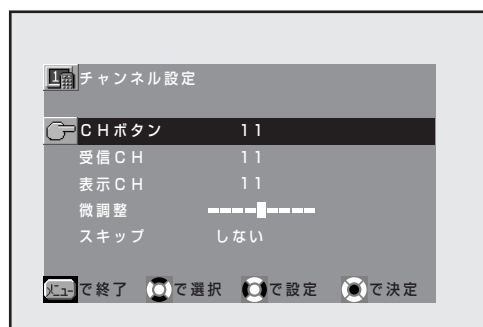 1 チャンネル設定
CHボタン 11
受信CH 11
表示CH 11
微調整
スキップ しない
メニューで終了 で選択 で設定 で決定